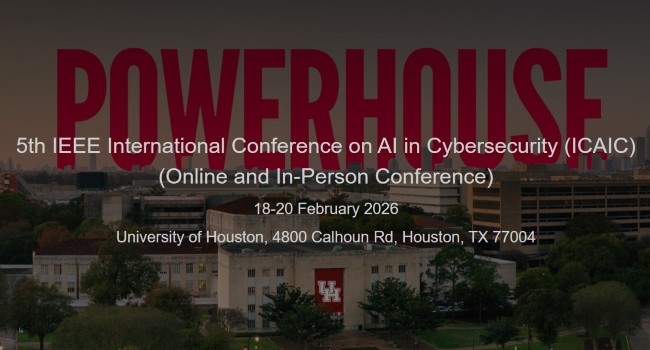 POWERHOUSE
5th IEEE International Conference on AI in Cybersecurity (ICAIC)
(Online and In-Person Conference)
18-20 February 2026
University of Houston, 4800 Calhoun Rd, Houston, TX 77004
UH